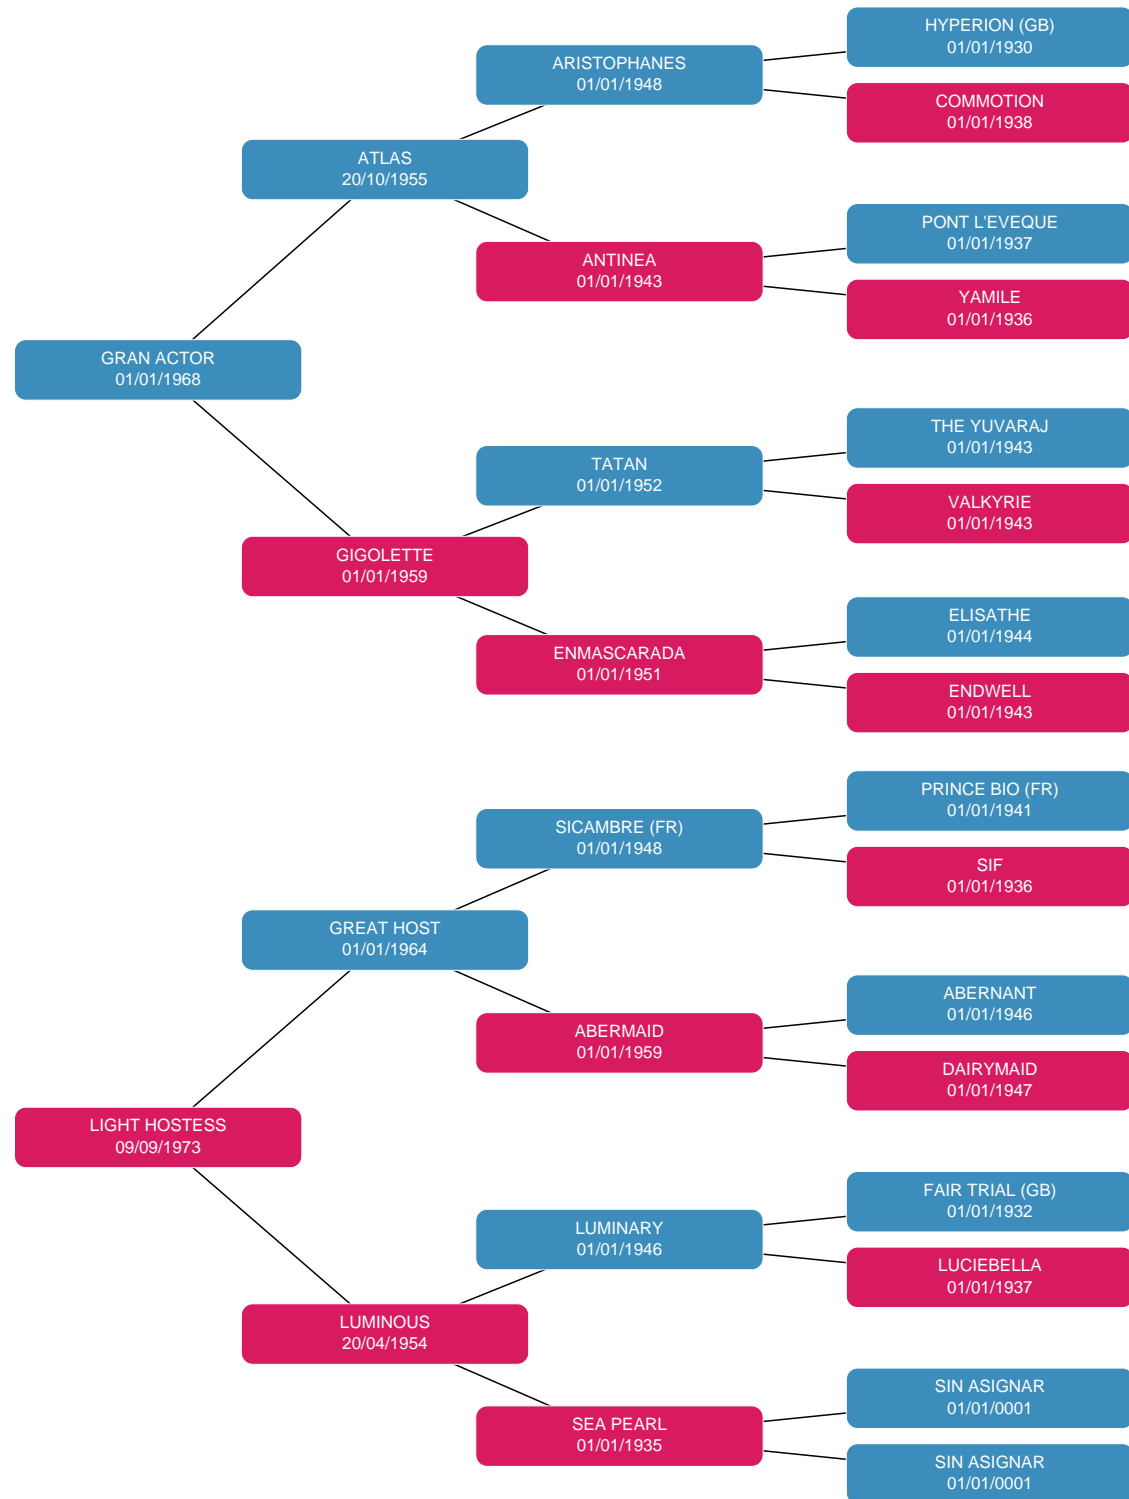 HYPERION (GB)
01/01/1930
ARISTOPHANES
01/01/1948
COMMOTION
01/01/1938
ATLAS
20/10/1955
PONT L'EVEQUE
01/01/1937
ANTINEA
01/01/1943
YAMILE
01/01/1936
GRAN ACTOR
01/01/1968
THE YUVARAJ
01/01/1943
TATAN
01/01/1952
VALKYRIE
01/01/1943
GIGOLETTE
01/01/1959
ELISATHE
01/01/1944
ENMASCARADA
01/01/1951
ENDWELL
01/01/1943
PRINCE BIO (FR)
01/01/1941
SICAMBRE (FR)
01/01/1948
SIF
01/01/1936
GREAT HOST
01/01/1964
ABERNANT
01/01/1946
ABERMAID
01/01/1959
DAIRYMAID
01/01/1947
LIGHT HOSTESS
09/09/1973
FAIR TRIAL (GB)
01/01/1932
LUMINARY
01/01/1946
LUCIEBELLA
01/01/1937
LUMINOUS
20/04/1954
SIN ASIGNAR
01/01/0001
SEA PEARL
01/01/1935
SIN ASIGNAR
01/01/0001